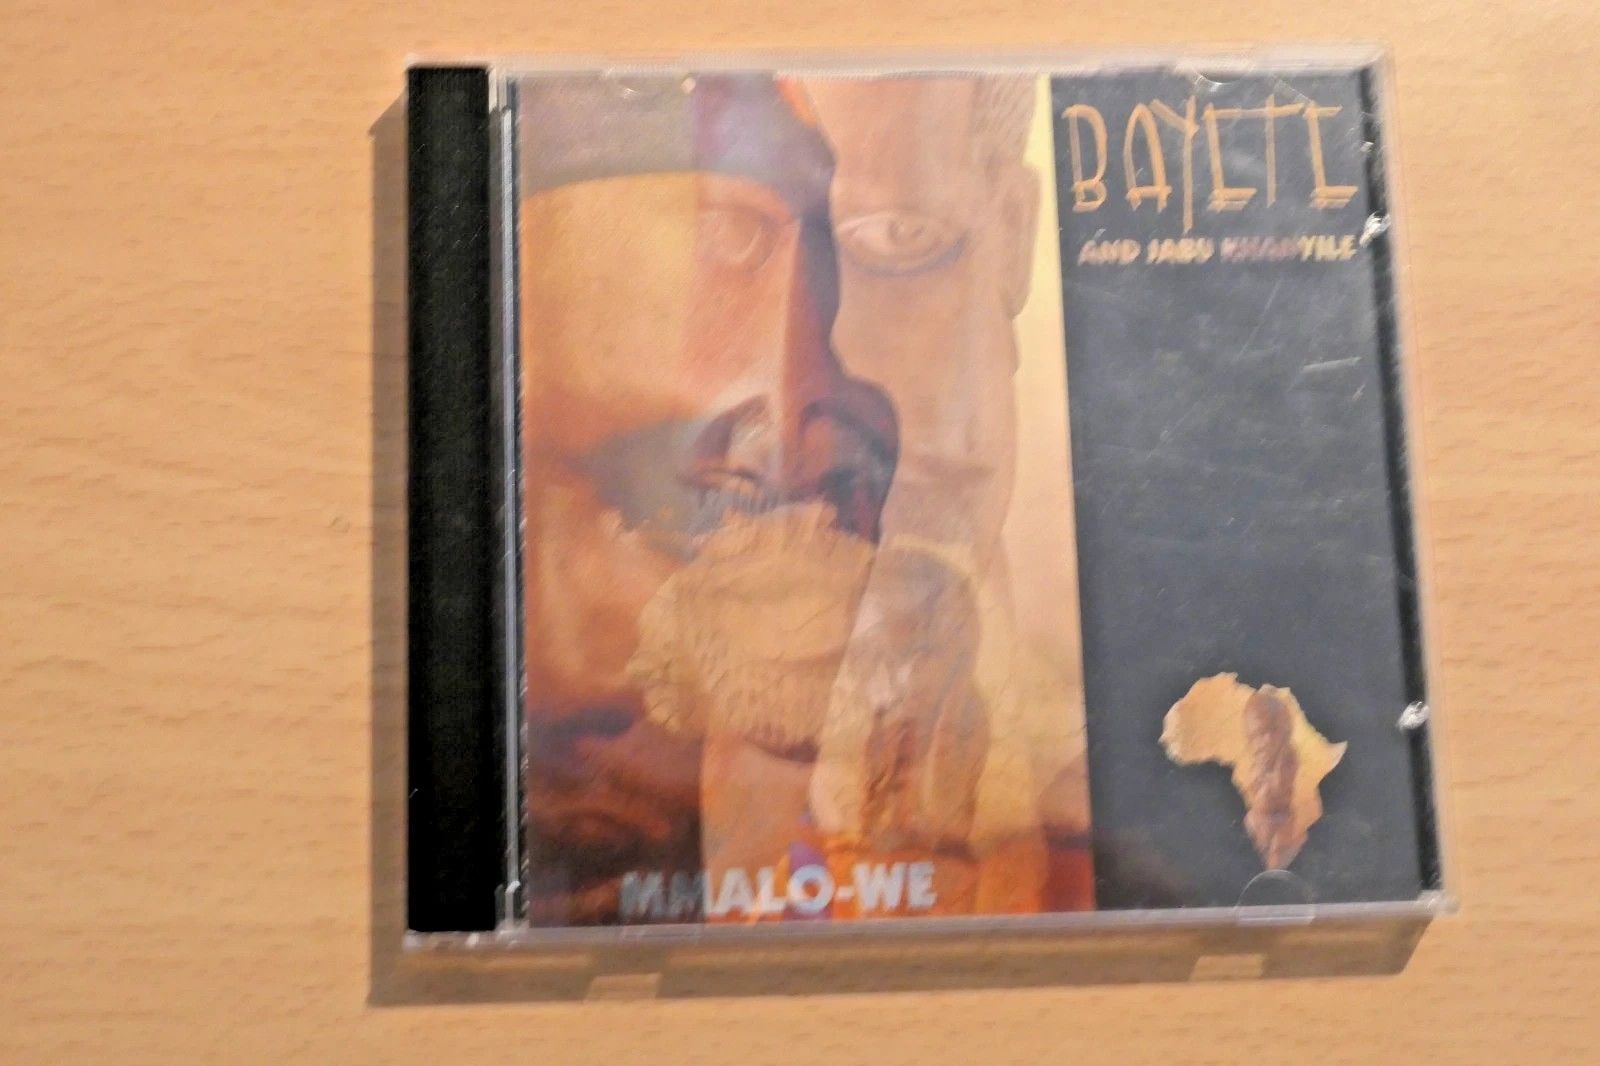 BAYETE
AND JABU KHANYILE
MMALO-WE